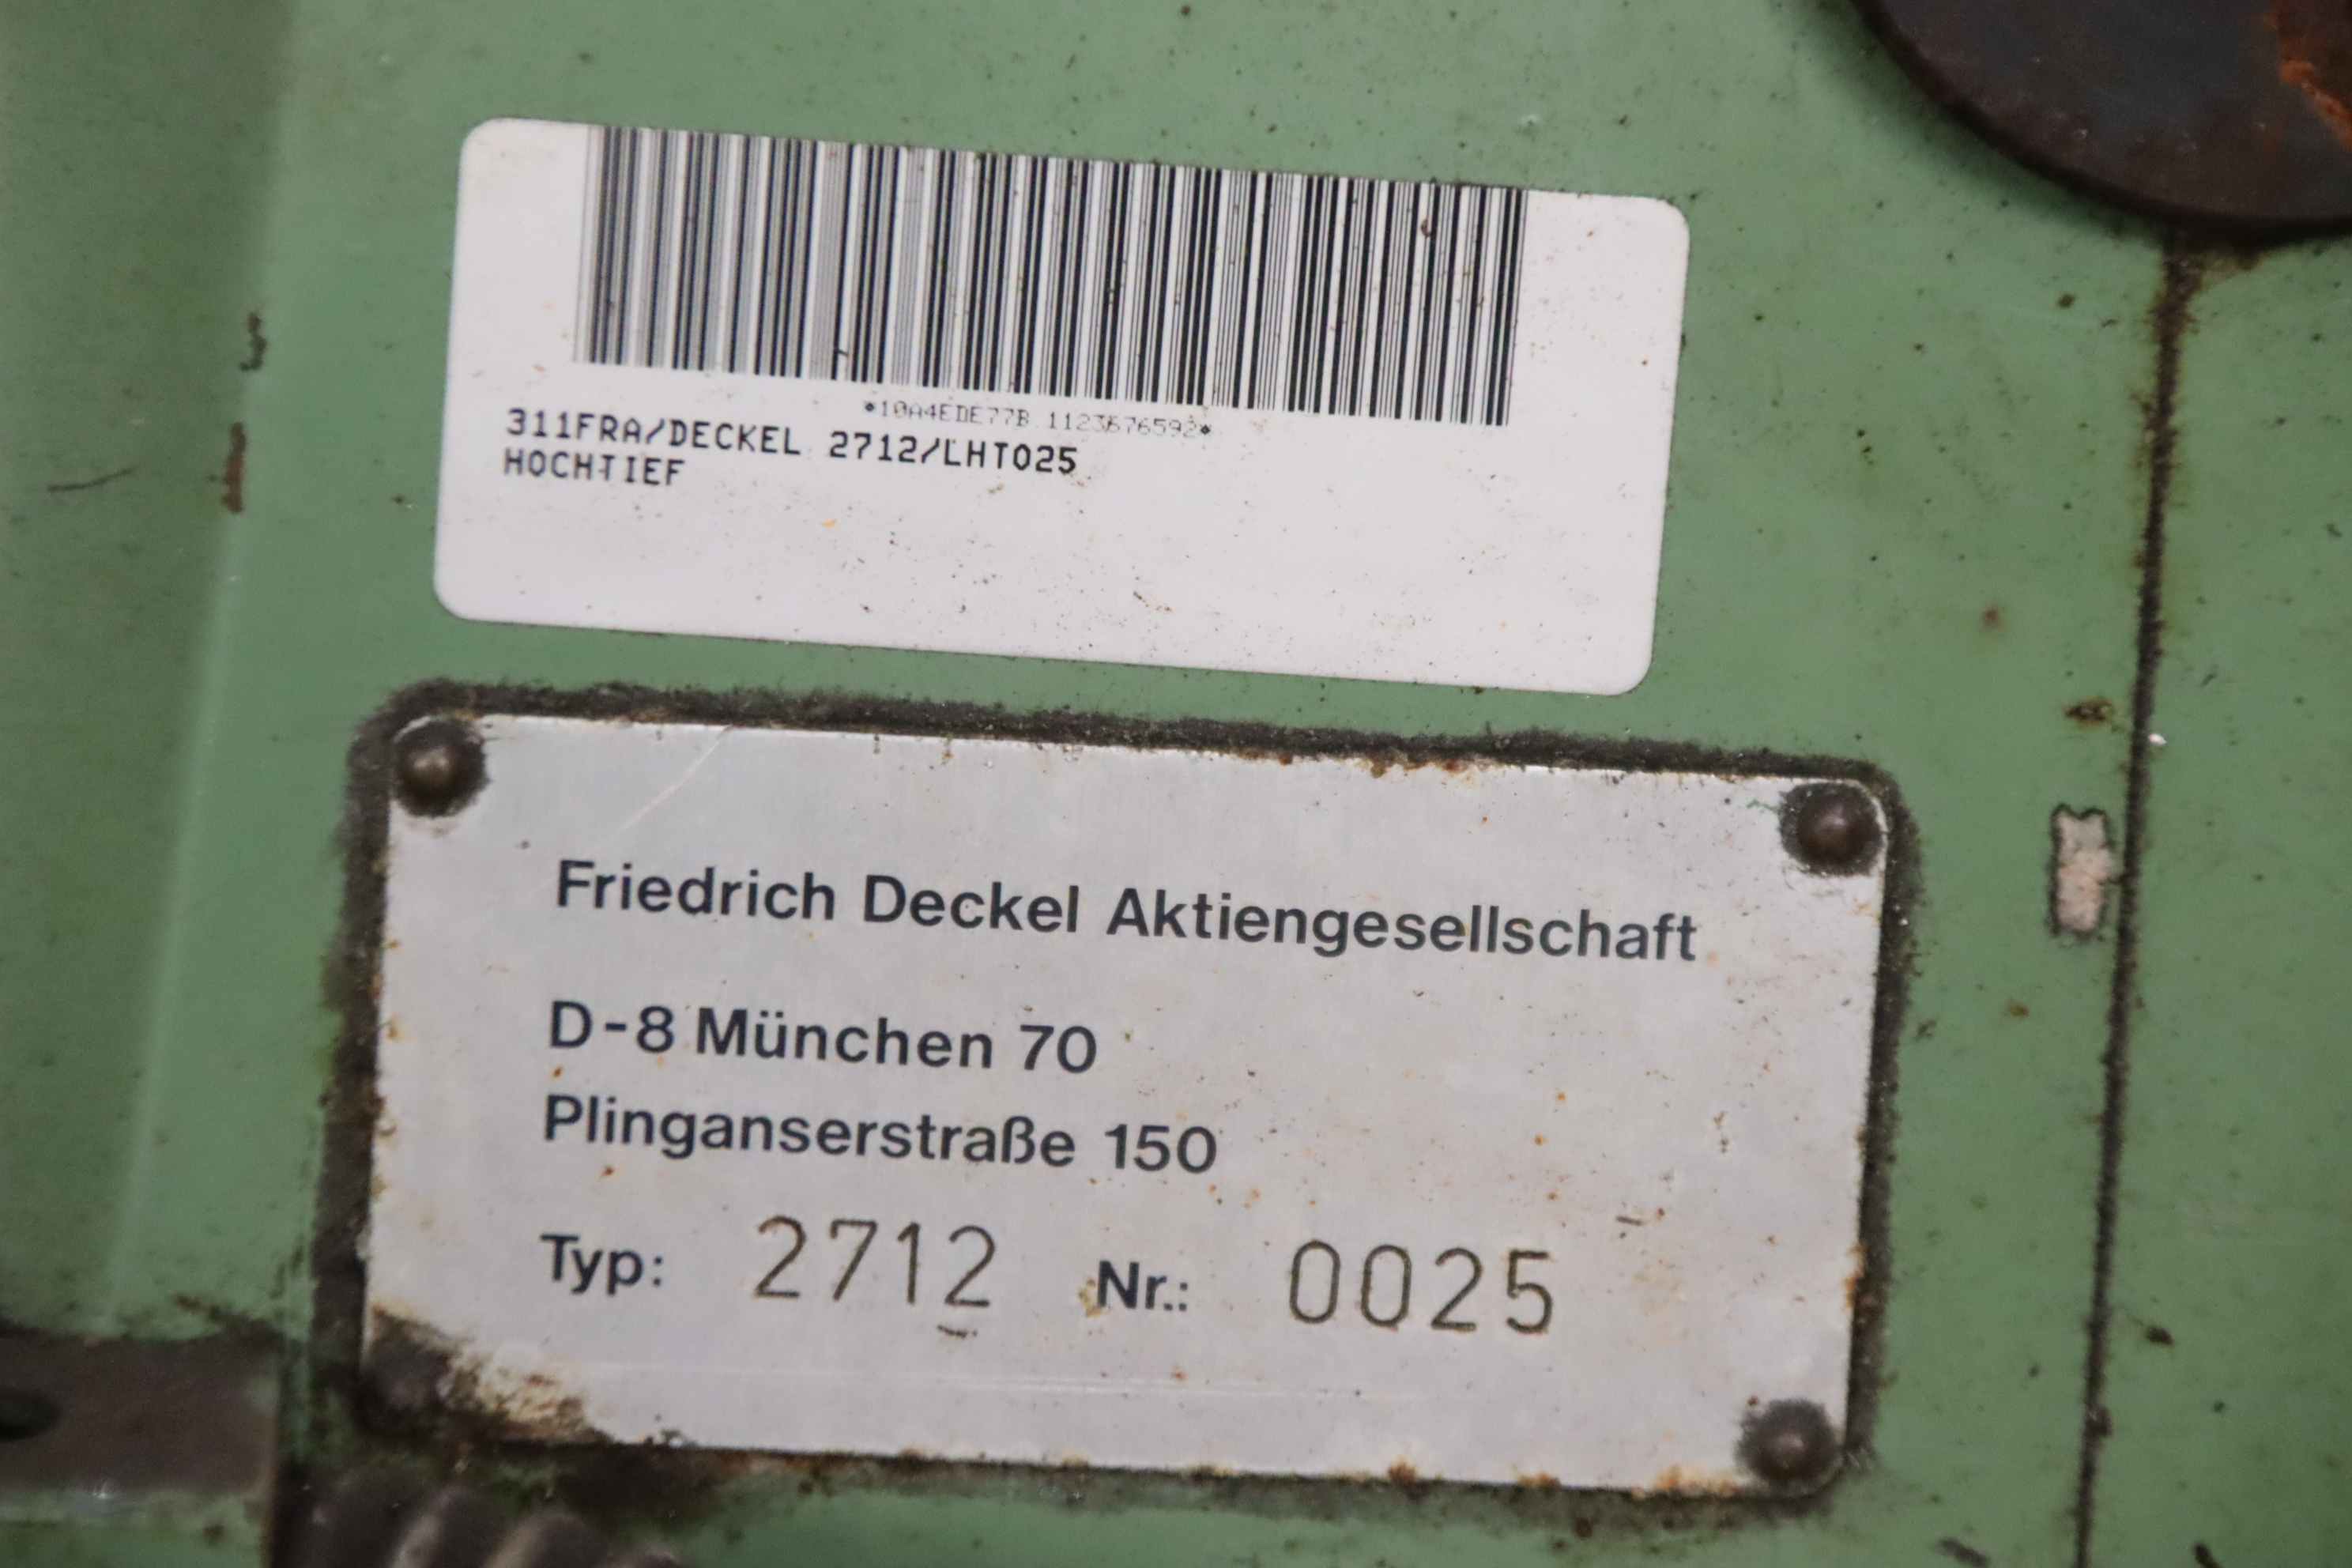 *10A4EDE77B 1123676592*
311FRA/DECKEL 2712/LHT025
HOCHTIEF
Friedrich Deckel Aktiengesellschaft
D-8 München 70
Plinganserstraße 150
Typ: 2712 Nr.: 0025